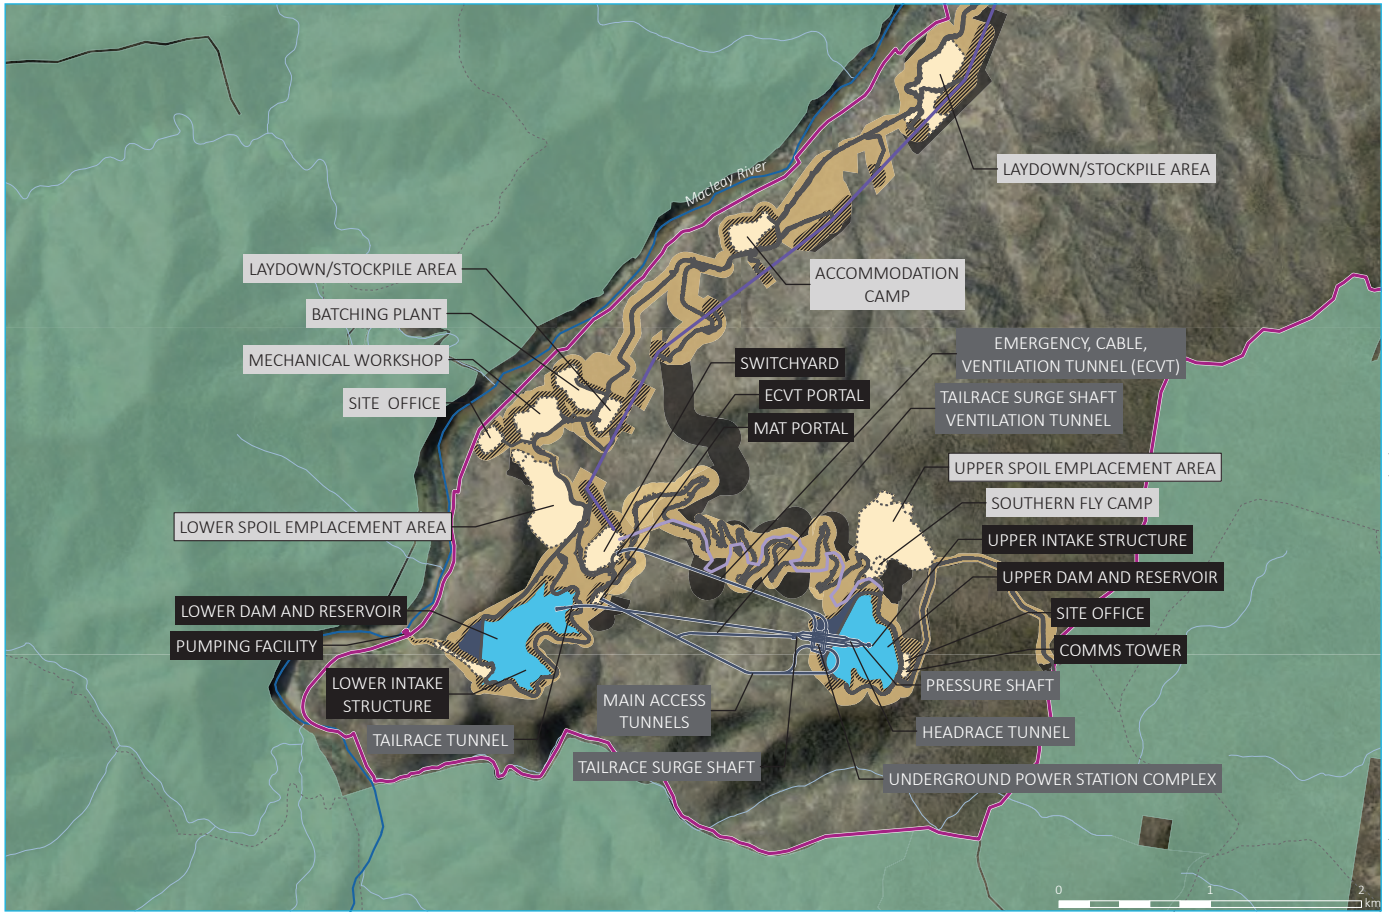 Macleay River
LAYDOWN/STOCKPILE AREA
LAYDOWN/STOCKPILE AREA
ACCOMMODATION
CAMP
BATCHING PLANT
MECHANICAL WORKSHOP
SITE OFFICE
SWITCHYARD
ECVT PORTAL
MAT PORTAL
EMERGENCY, CABLE,
VENTILATION TUNNEL (ECVT)
TAILRACE SURGE SHAFT
VENTILATION TUNNEL
UPPER SPOIL EMPLACEMENT AREA
SOUTHERN FLY CAMP
LOWER SPOIL EMPLACEMENT AREA
UPPER INTAKE STRUCTURE
UPPER DAM AND RESERVOIR
LOWER DAM AND RESERVOIR
SITE OFFICE
PUMPING FACILITY
COMMS TOWER
LOWER INTAKE
STRUCTURE
PRESSURE SHAFT
MAIN ACCESS
TUNNELS
TAILRACE TUNNEL
HEADRACE TUNNEL
TAILRACE SURGE SHAFT
UNDERGROUND POWER STATION COMPLEX
0 1 2
km